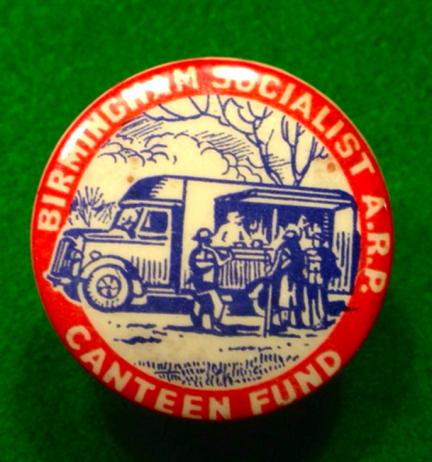 BIRMINGHAM SOCIALIST A.R.P.
CANTEEN FUND